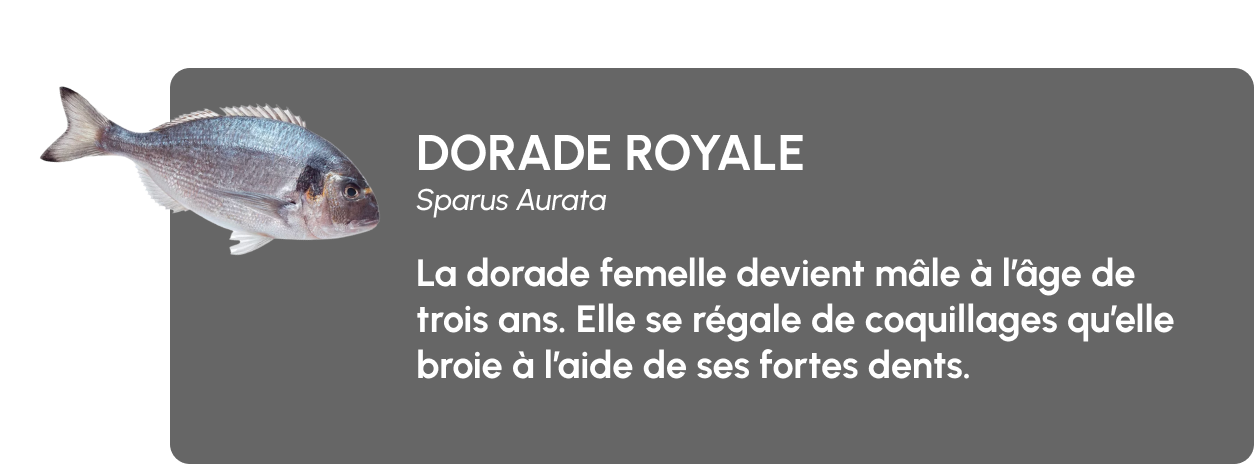 DORADE ROYALE
Sparus Aurata
La dorade femelle devient mâle à l’âge de
trois ans. Elle se régale de coquillages qu’elle
broie à l’aide de ses fortes dents.